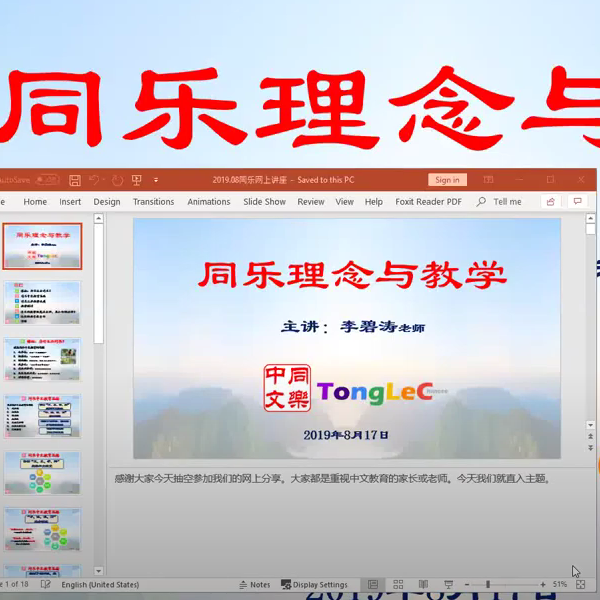 同乐理念与
AutoSave
2019.08同乐网上讲座 - Saved to this PC
Sign in
Home Insert Design Transitions Animations Slide Show Review View Help Foxit Reader PDF Tell me
同乐理念与教学
主讲：李碧涛老师
中同
文樂
TongLeC
2019年8月17日
感谢大家今天抽空参加我们的网上分享。大家都是重视中文教育的家长或老师。今天我们就直入主题。
1 of 18 English (United States) Notes Display Settings 51%